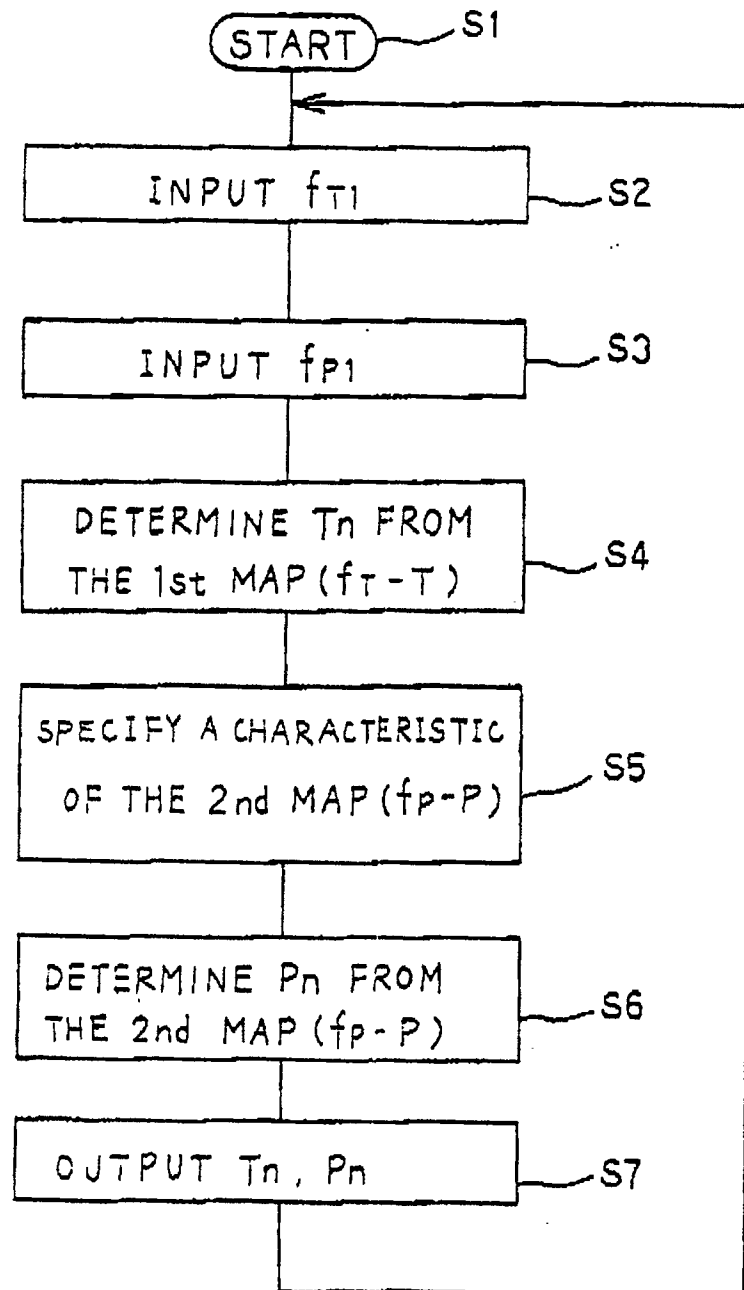 START
S1
INPUT fT1
S2
INPUT fP1
S3
DETERMINE Tn FROM
THE 1st MAP (fT-T)
S4
SPECIFY A CHARACTERISTIC
OF THE 2nd MAP (fp-P)
S5
DETERMINE Pn FROM
THE 2nd MAP (fp-P)
S6
OUTPUT Tn, Pn
S7